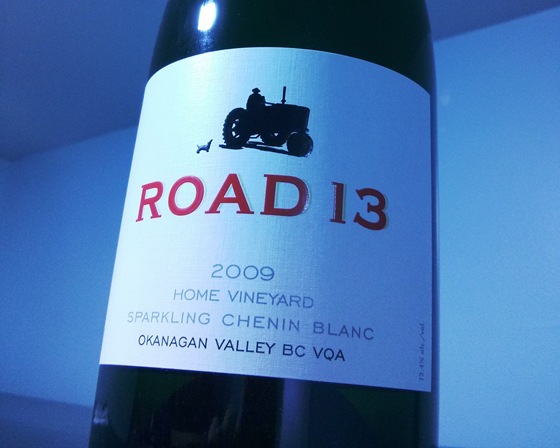 ROAD 13
2009
HOME VINEYARD
SPARKLING CHENIN BLANC
OKANAGAN VALLEY BC VQA